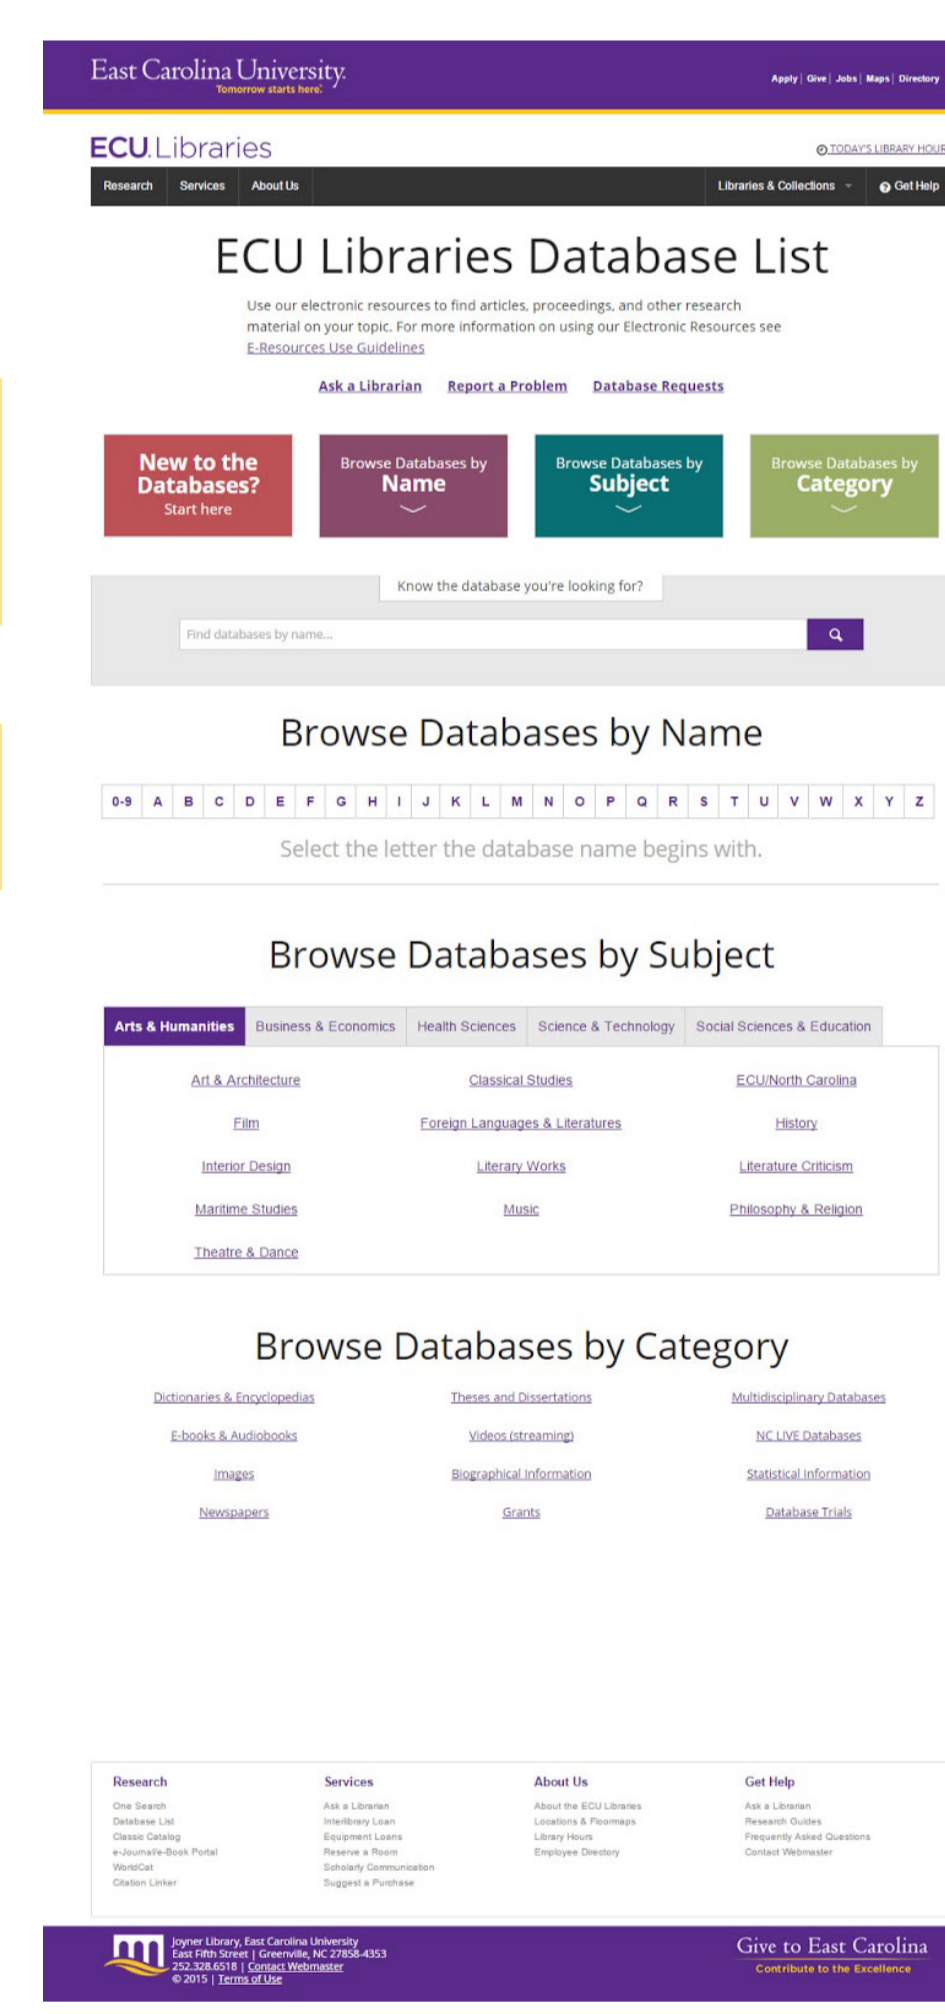 East Carolina University.
Tomorrow starts here.
Apply | Give | Jobs | Maps | Directory
ECU Libraries
TODAY'S LIBRARY HOUR
Research Services About Us Libraries & Collections Get Help
ECU Libraries Database List
Use our electronic resources to find articles, proceedings, and other research
material on your topic. For more information on using our Electronic Resources see
E-Resources Use Guidelines
Ask a Librarian Report a Problem Database Requests
New to the
Databases?
Start here
Browse Databases by
Name
Browse Databases by
Subject
Browse Databases by
Category
Know the database you're looking for?
Find databases by name...
Browse Databases by Name
0-9 A B C D E F G H I J K L M N O P Q R S T U V W X Y Z
Select the letter the database name begins with.
Browse Databases by Subject
Arts & Humanities Business & Economics Health Sciences Science & Technology Social Sciences & Education
Art & Architecture Classical Studies ECU/North Carolina
Film Foreign Languages & Literatures History
Interior Design Literary Works Literature Criticism
Maritime Studies Music Philosophy & Religion
Theatre & Dance
Browse Databases by Category
Dictionaries & Encyclopedias Theses and Dissertations Multidisciplinary Databases
E-books & Audiobooks Videos (streaming) NC LIVE Databases
Images Biographical Information Statistical Information
Newspapers Grants Database Trials
Research
One Search
Database List
Classic Catalog
e-Journal/e-Book Portal
WorldCat
Citation Linker
Services
Ask a Librarian
Interlibrary Loan
Equipment Loans
Reserve a Room
Scholarly Communication
Suggest a Purchase
About Us
About the ECU Libraries
Locations & Floormaps
Library Hours
Employee Directory
Get Help
Ask a Librarian
Research Guides
Frequently Asked Questions
Contact Webmaster
Joyner Library, East Carolina University
East Fifth Street | Greenville, NC 27858-4353
252.328.6518 | Contact Webmaster
© 2015 | Terms of Use
Give to East Carolina
Contribute to the Excellence